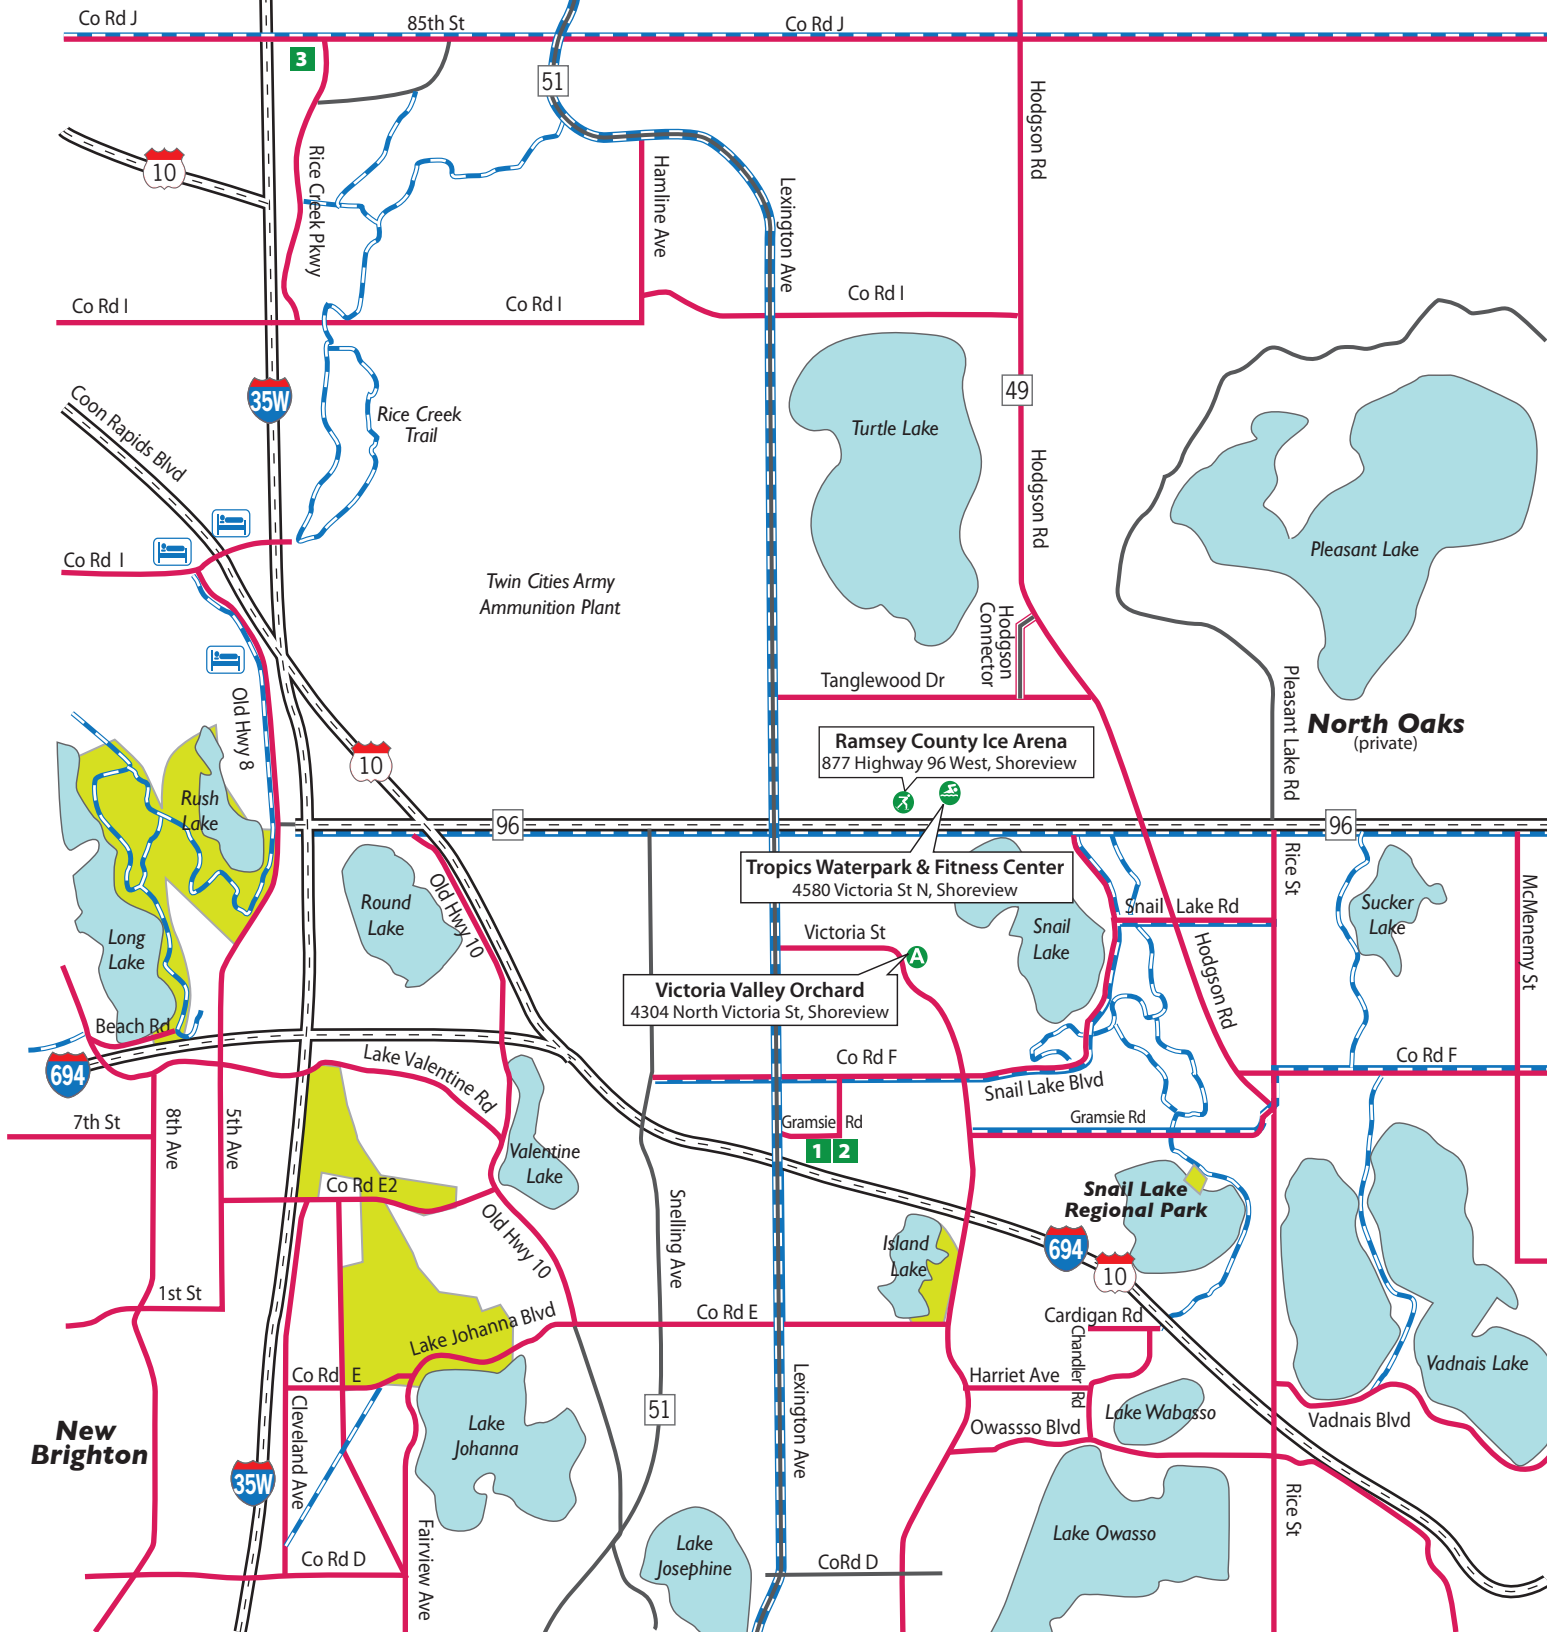 Co Rd J
85th St
Co Rd J
3
51
10
Rice Creek Pkwy
Hamline Ave
Lexington Ave
Hodgson Rd
Co Rd I
Co Rd I
Co Rd I
35W
49
Coon Rapids Blvd
Rice Creek
Trail
Turtle Lake
Hodgson Rd
Pleasant Lake
Co Rd I
Twin Cities Army
Ammunition Plant
Hodgson
Connector
Tanglewood Dr
Old Hwy 8
Pleasant Lake Rd
North Oaks
(private)
Ramsey County Ice Arena
877 Highway 96 West, Shoreview
10
Rush
Lake
96
96
Tropics Waterpark & Fitness Center
4580 Victoria St N, Shoreview
Old Hwy 10
Round
Lake
Rice St
McMenemy St
Sucker
Lake
Snail Lake Rd
Snail
Lake
Victoria St
A
Long
Lake
Hodgson Rd
Victoria Valley Orchard
4304 North Victoria St, Shoreview
Beach Rd
694
Lake Valentine Rd
Co Rd F
Co Rd F
Snail Lake Blvd
7th St
8th Ave
5th Ave
Gramsie Rd
Gramsie Rd
1 2
Valentine
Lake
Co Rd E2
Snelling Ave
Snail Lake
Regional Park
Old Hwy 10
Island
Lake
694
10
1st St
Co Rd E
Cardigan Rd
Lake Johanna Blvd
Chandler Rd
Vadnais Lake
Co Rd E
Harriet Ave
Lexington Ave
Cleveland Ave
51
Lake Wabasso
Vadnais Blvd
New
Brighton
Lake
Johanna
Owassso Blvd
35W
Rice St
Lake Owasso
Fairview Ave
Lake
Josephine
Co Rd D
CoRd D